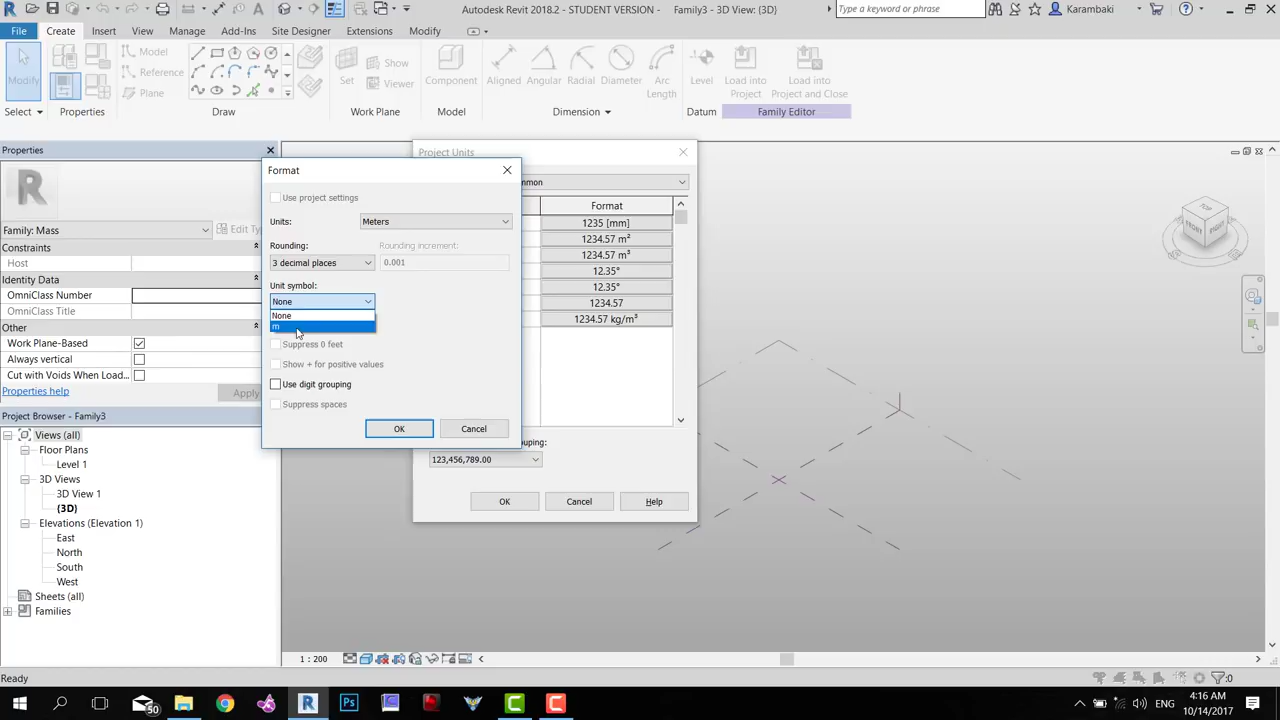 Autodesk Revit 2018.2 - STUDENT VERSION - Family3 - 3D View: {3D}
Type a keyword or phrase
Karambaki
File Create Insert View Manage Add-Ins Site Designer Extensions Modify
Model
Reference
Plane
Modify
Set
Show
Viewer
Component
Aligned Angular Radial Diameter Arc
Length
Level Load into
Project
Load into
Project and Close
Select Properties Draw Work Plane Model Dimension Datum Family Editor
Properties
Family: Mass
Edit Ty
Constraints
Host
Identity Data
OmniClass Number
OmniClass Title
Other
Work Plane-Based
Always vertical
Cut with Voids When Load...
Properties help
Apply
Project Browser - Family3
Views (all)
Floor Plans
Level 1
3D Views
3D View 1
{3D}
Elevations (Elevation 1)
East
North
South
West
Sheets (all)
Families
Format
Use project settings
Units: Meters
Rounding: Rounding increment:
3 decimal places 0.001
Unit symbol:
None
None
m
Suppress 0 feet
Show + for positive values
Use digit grouping
Suppress spaces
OK Cancel
Project Units
mmon
Format
1235 [mm]
1234.57 m²
1234.57 m³
12.35°
12.35°
1234.57
1234.57 kg/m³
ouping:
123,456,789.00
OK Cancel Help
TOP
FRONT
RIGHT
1 : 200
Ready
:0
50
ENG
4:16 AM
10/14/2017